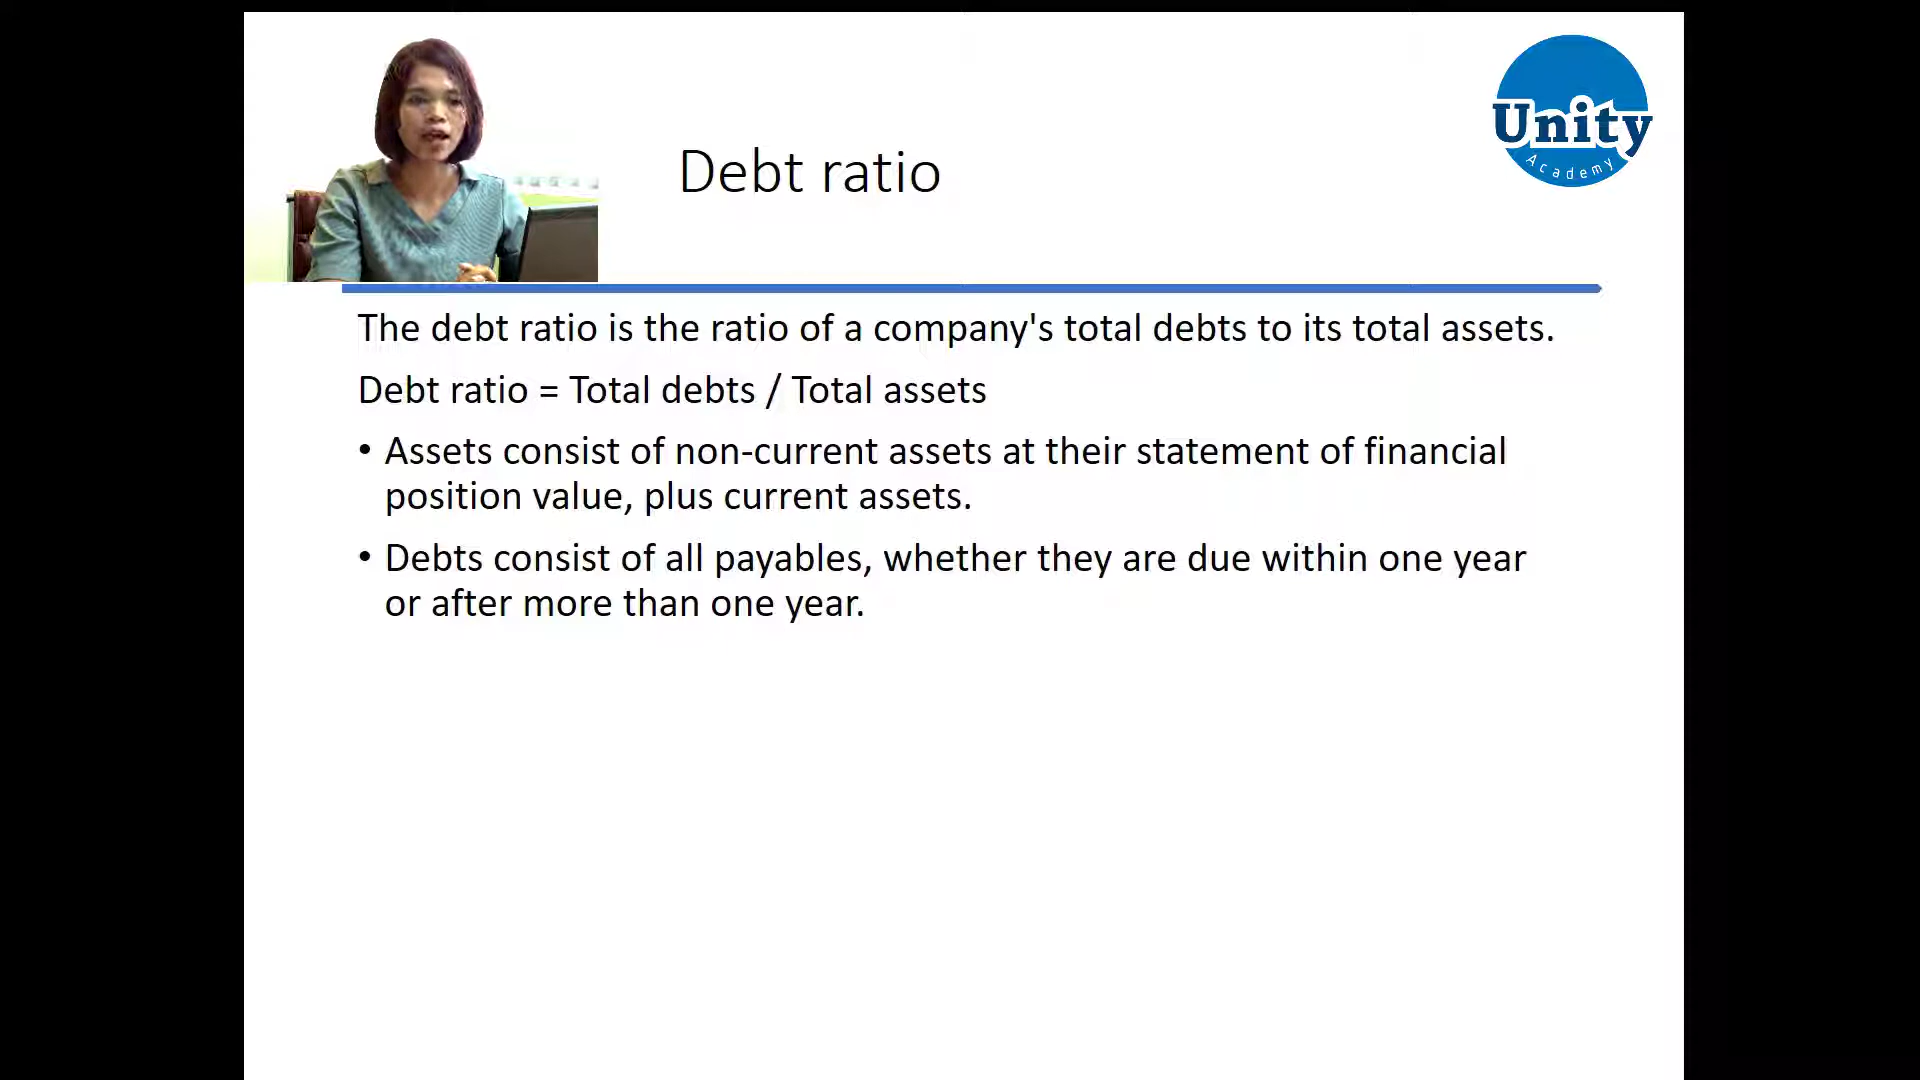 Unity
Academy
Debt ratio
The debt ratio is the ratio of a company's total debts to its total assets.
Debt ratio = Total debts / Total assets
• Assets consist of non-current assets at their statement of financial
position value, plus current assets.
• Debts consist of all payables, whether they are due within one year
or after more than one year.